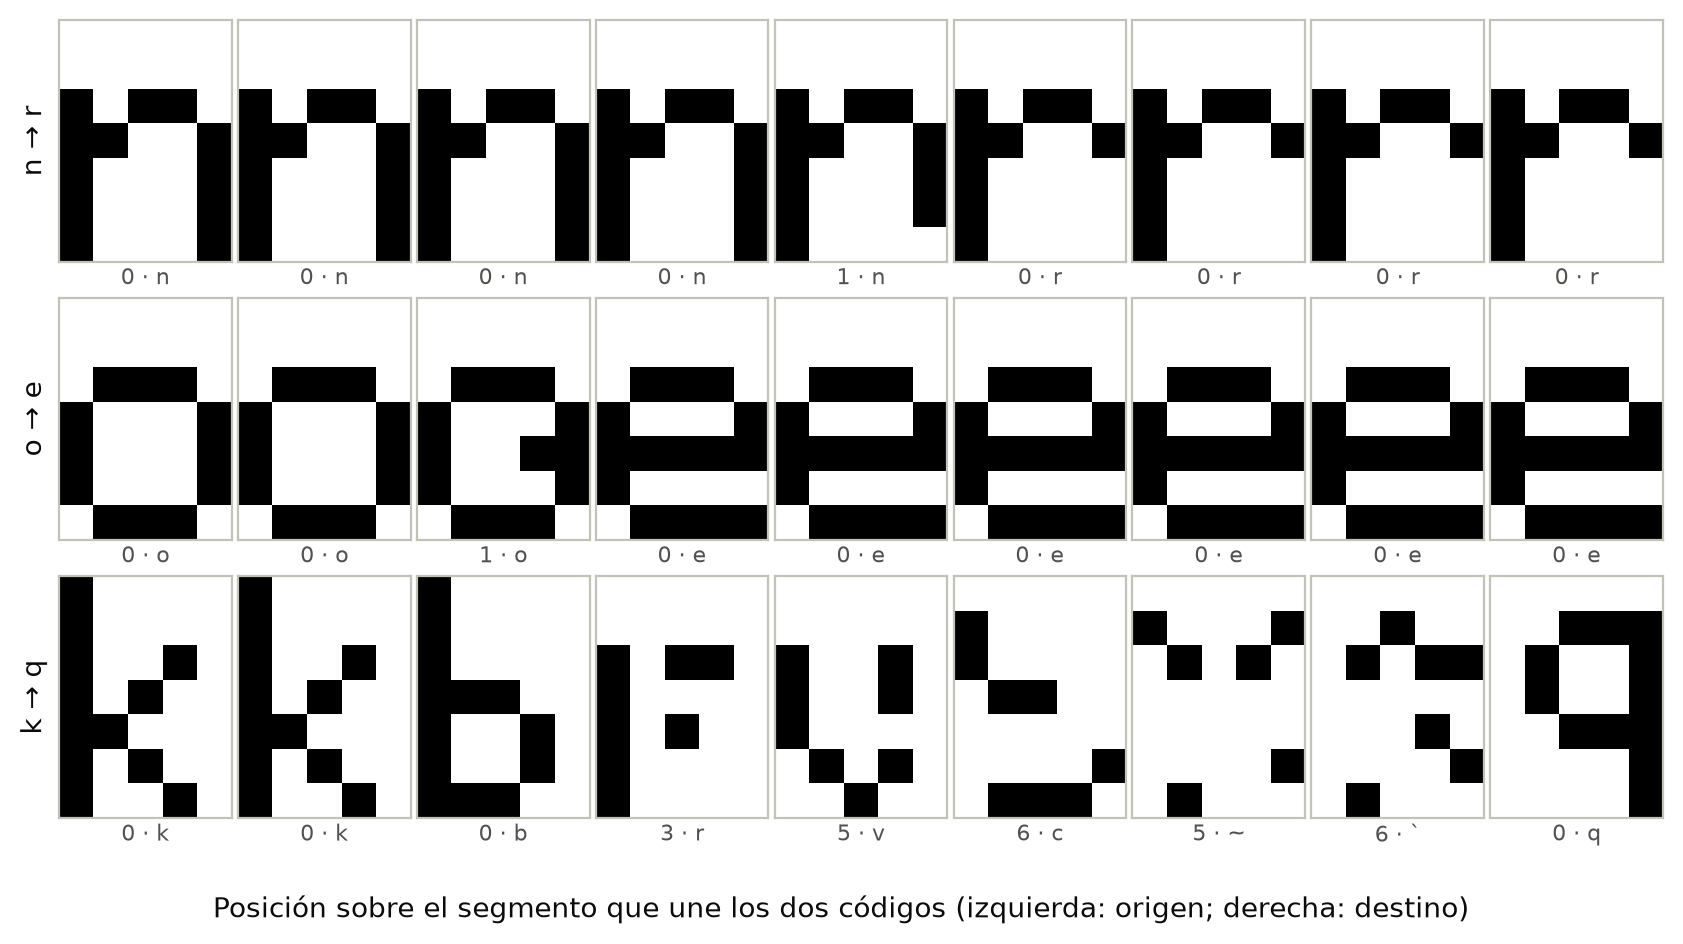 n → r
0 · n 0 · n 0 · n 0 · n 1 · n 0 · r 0 · r 0 · r 0 · r
o → e
0 · o 0 · o 1 · o 0 · e 0 · e 0 · e 0 · e 0 · e 0 · e
k → q
0 · k 0 · k 0 · b 3 · r 5 · v 6 · c 5 · ~ 6 · ` 0 · q
Posición sobre el segmento que une los dos códigos (izquierda: origen; derecha: destino)